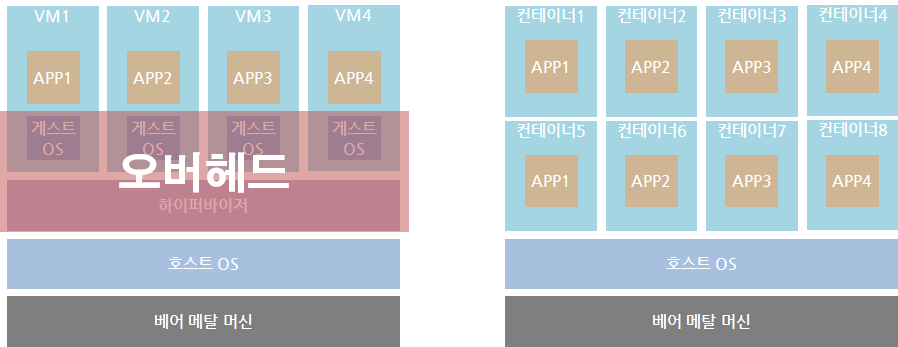 VM1 VM2 VM3 VM4
APP1 APP2 APP3 APP4
게스트 게스트 게스트 게스트
OS OS OS OS
오버헤드
하이퍼바이저
호스트 OS
베어 메탈 머신
컨테이너1 컨테이너2 컨테이너3 컨테이너4
APP1 APP2 APP3 APP4
컨테이너5 컨테이너6 컨테이너7 컨테이너8
APP1 APP2 APP3 APP4
호스트 OS
베어 메탈 머신